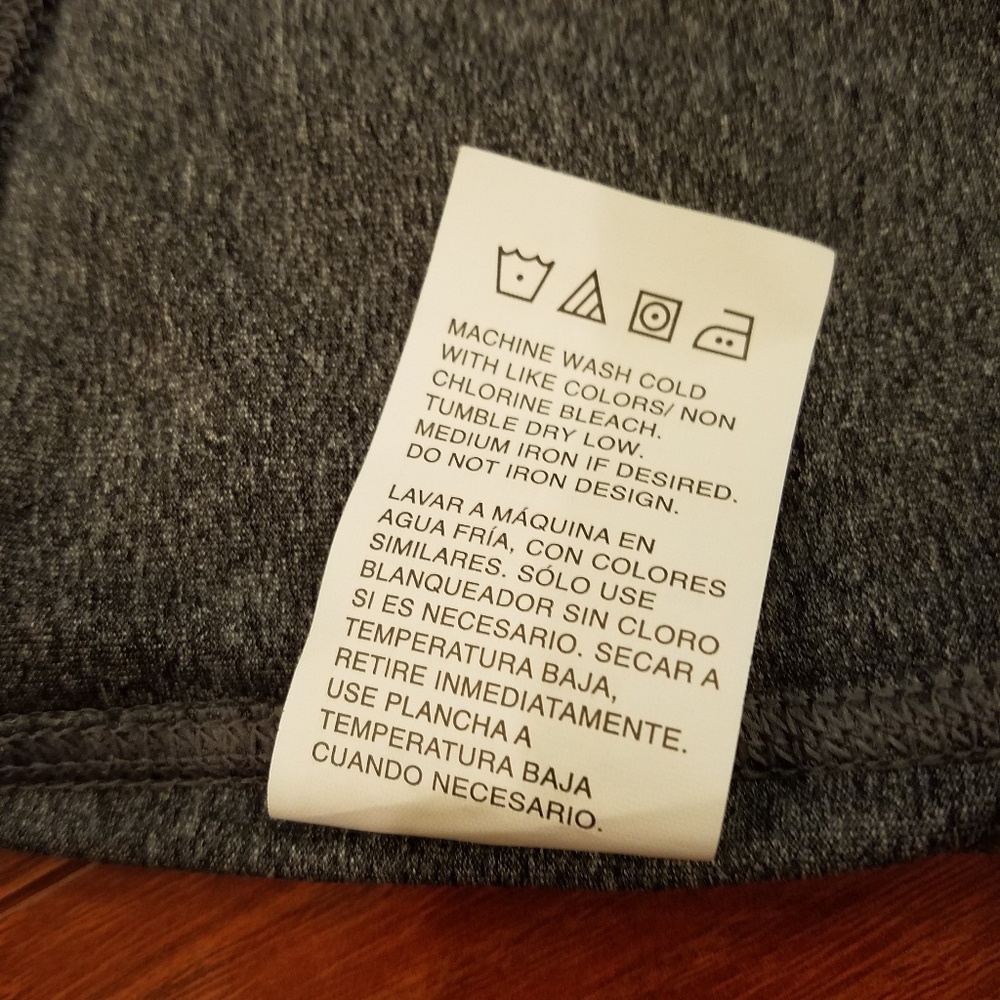 MACHINE WASH COLD
WITH LIKE COLORS/ NON
CHLORINE BLEACH.
TUMBLE DRY LOW.
MEDIUM IRON IF DESIRED.
DO NOT IRON DESIGN.
LAVAR A MÁQUINA EN
AGUA FRÍA, CON COLORES
SIMILARES. SÓLO USE
BLANQUEADOR SIN CLORO
SI ES NECESARIO. SECAR A
TEMPERATURA BAJA,
RETIRE INMEDIATAMENTE.
USE PLANCHA A
TEMPERATURA BAJA
CUANDO NECESARIO.